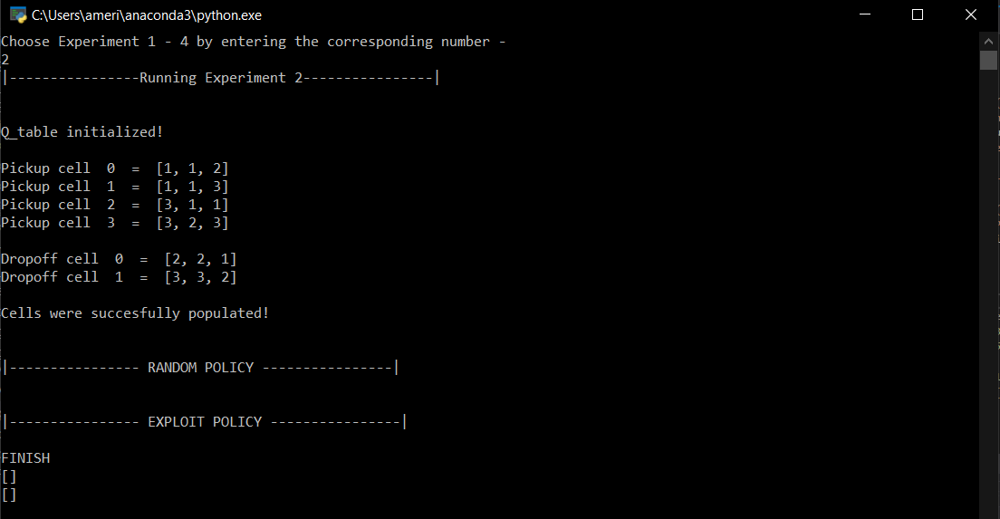 C:\Users\ameri\anaconda3\python.exe
Choose Experiment 1 - 4 by entering the corresponding number -
2
|----------------Running Experiment 2----------------|
Q_table initialized!
Pickup cell  0  =  [1, 1, 2]
Pickup cell  1  =  [1, 1, 3]
Pickup cell  2  =  [3, 1, 1]
Pickup cell  3  =  [3, 2, 3]
Dropoff cell  0  =  [2, 2, 1]
Dropoff cell  1  =  [3, 3, 2]
Cells were succesfully populated!
|---------------- RANDOM POLICY ----------------|
|---------------- EXPLOIT POLICY ----------------|
FINISH
[]
[]